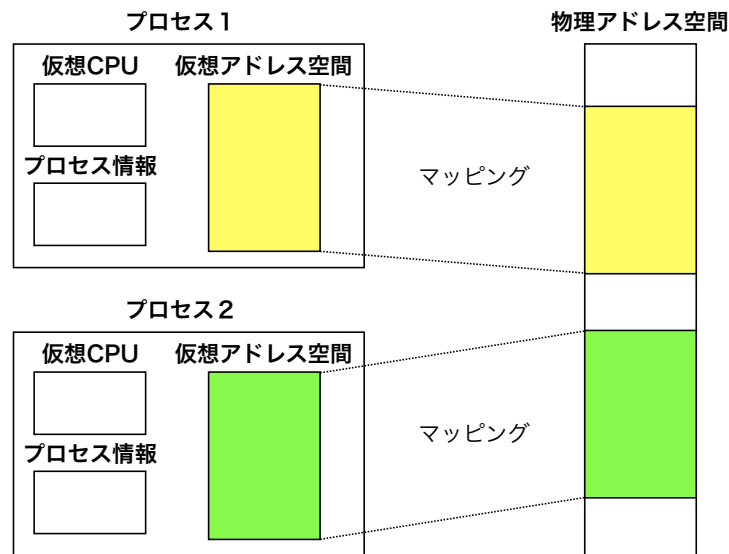 プロセス１
物理アドレス空間
仮想CPU
仮想アドレス空間
プロセス情報
マッピング
プロセス２
仮想CPU
仮想アドレス空間
プロセス情報
マッピング